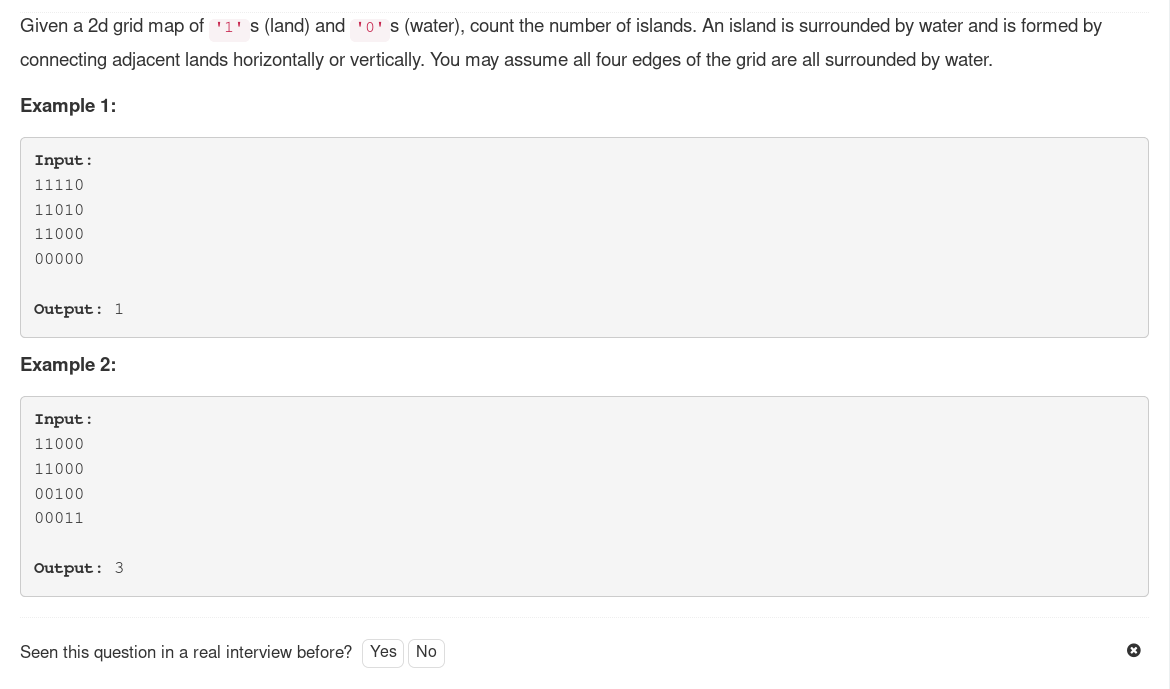 Given a 2d grid map of '1' s (land) and '0' s (water), count the number of islands. An island is surrounded by water and is formed by
connecting adjacent lands horizontally or vertically. You may assume all four edges of the grid are all surrounded by water.
Example 1:
Input:
11110
11010
11000
00000
Output: 1
Example 2:
Input:
11000
11000
00100
00011
Output: 3
Seen this question in a real interview before? Yes No